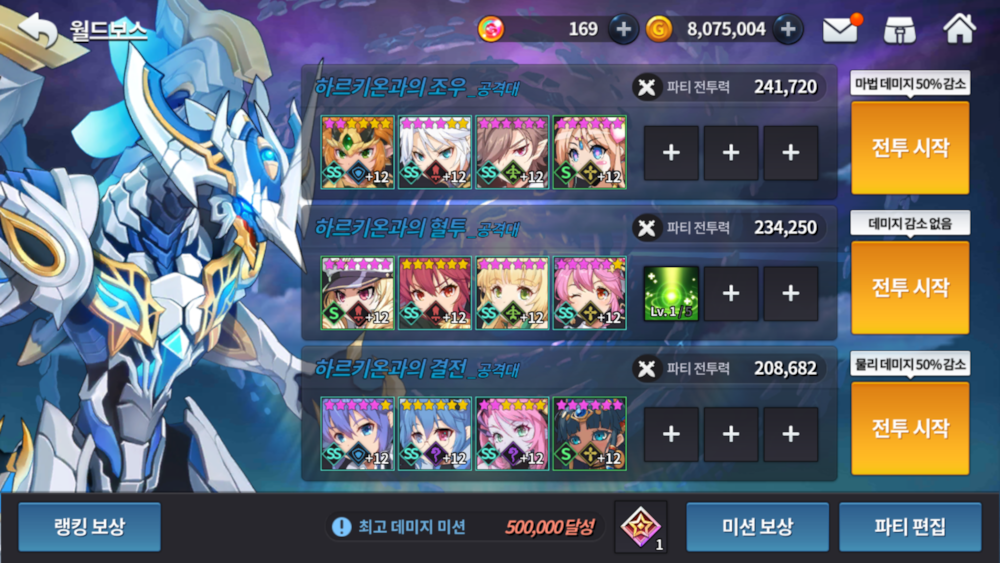 월드보스
169
8,075,004
하르키온과의 조우_공격대
파티 전투력 241,720
마법 데미지 50% 감소
SS +12 SS +12 SS +12 S +12
전투 시작
하르키온과의 혈투_공격대
파티 전투력 234,250
데미지 감소 없음
S +12 SS +12 SS +12 SS +12
Lv.1/5
전투 시작
하르키온과의 결전_공격대
파티 전투력 208,682
물리 데미지 50% 감소
SS +12 SS +12 SS +12 S +12
전투 시작
랭킹 보상
최고 데미지 미션 500,000 달성
1
미션 보상
파티 편집